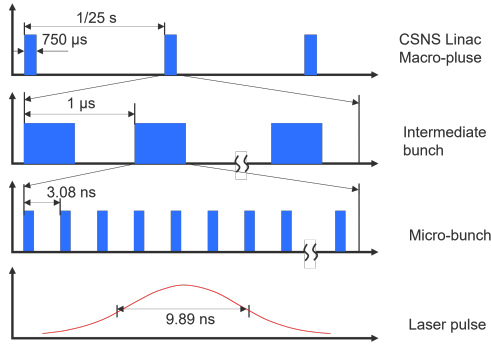 1/25 s
750 µs
CSNS Linac
Macro-pluse
1 µs
Intermediate
bunch
3.08 ns
Micro-bunch
9.89 ns
Laser pulse